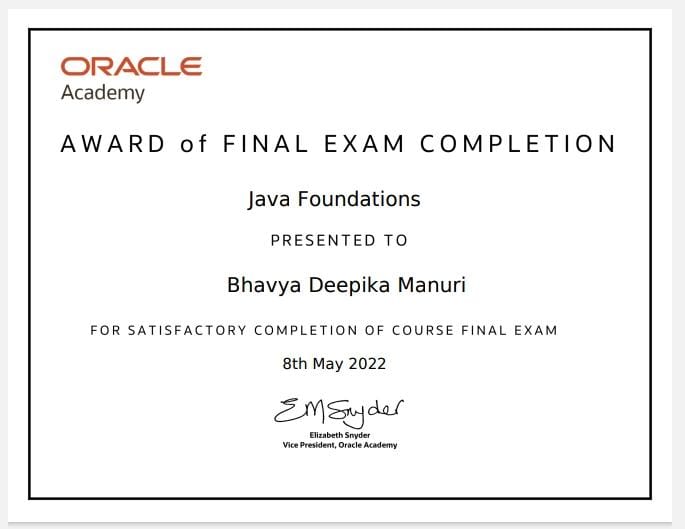 ORACLE
Academy
AWARD of FINAL EXAM COMPLETION
Java Foundations
PRESENTED TO
Bhavya Deepika Manuri
FOR SATISFACTORY COMPLETION OF COURSE FINAL EXAM
8th May 2022
EMSnyder
Elizabeth Snyder
Vice President, Oracle Academy